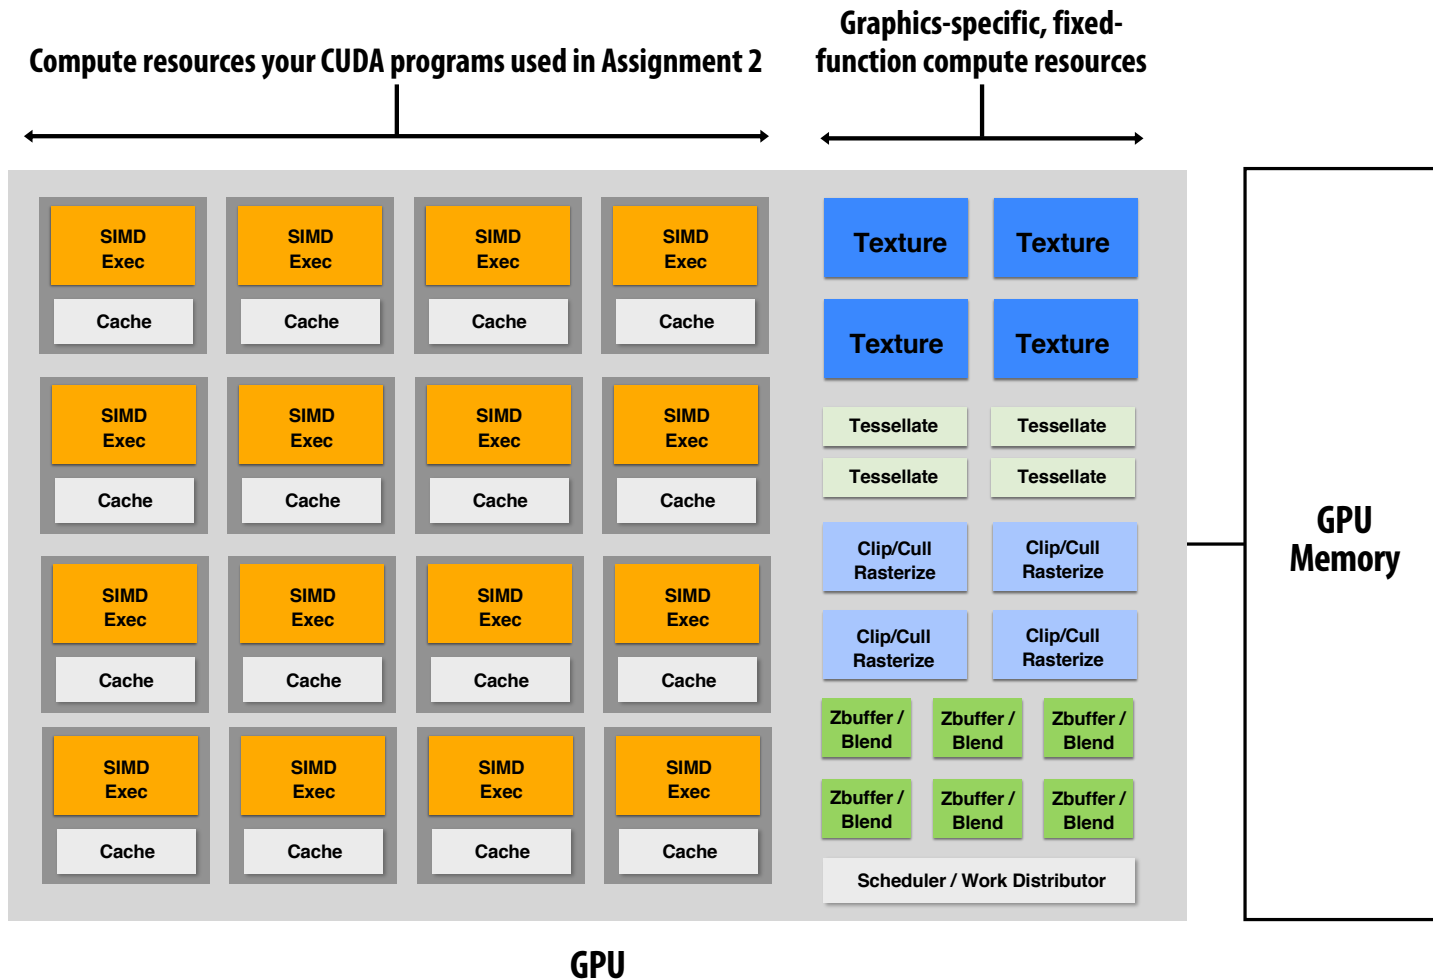 Compute resources your CUDA programs used in Assignment 2
Graphics-specific, fixed-
function compute resources
SIMD
Exec
Cache
SIMD
Exec
Cache
SIMD
Exec
Cache
SIMD
Exec
Cache
SIMD
Exec
Cache
SIMD
Exec
Cache
SIMD
Exec
Cache
SIMD
Exec
Cache
SIMD
Exec
Cache
SIMD
Exec
Cache
SIMD
Exec
Cache
SIMD
Exec
Cache
SIMD
Exec
Cache
SIMD
Exec
Cache
SIMD
Exec
Cache
SIMD
Exec
Cache
Texture
Texture
Texture
Texture
Tessellate
Tessellate
Tessellate
Tessellate
Clip/Cull
Rasterize
Clip/Cull
Rasterize
Clip/Cull
Rasterize
Clip/Cull
Rasterize
Zbuffer /
Blend
Zbuffer /
Blend
Zbuffer /
Blend
Zbuffer /
Blend
Zbuffer /
Blend
Zbuffer /
Blend
Scheduler / Work Distributor
GPU
Memory
GPU